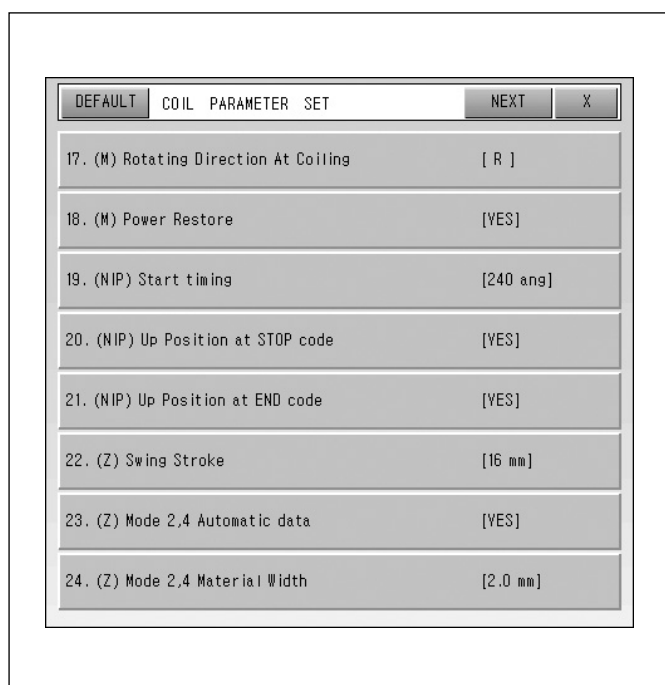 DEFAULT COIL PARAMETER SET NEXT X
17. (M) Rotating Direction At Coiling [ R ]
18. (M) Power Restore [YES]
19. (NIP) Start timing [240 ang]
20. (NIP) Up Position at STOP code [YES]
21. (NIP) Up Position at END code [YES]
22. (Z) Swing Stroke [16 mm]
23. (Z) Mode 2,4 Automatic data [YES]
24. (Z) Mode 2,4 Material Width [2.0 mm]